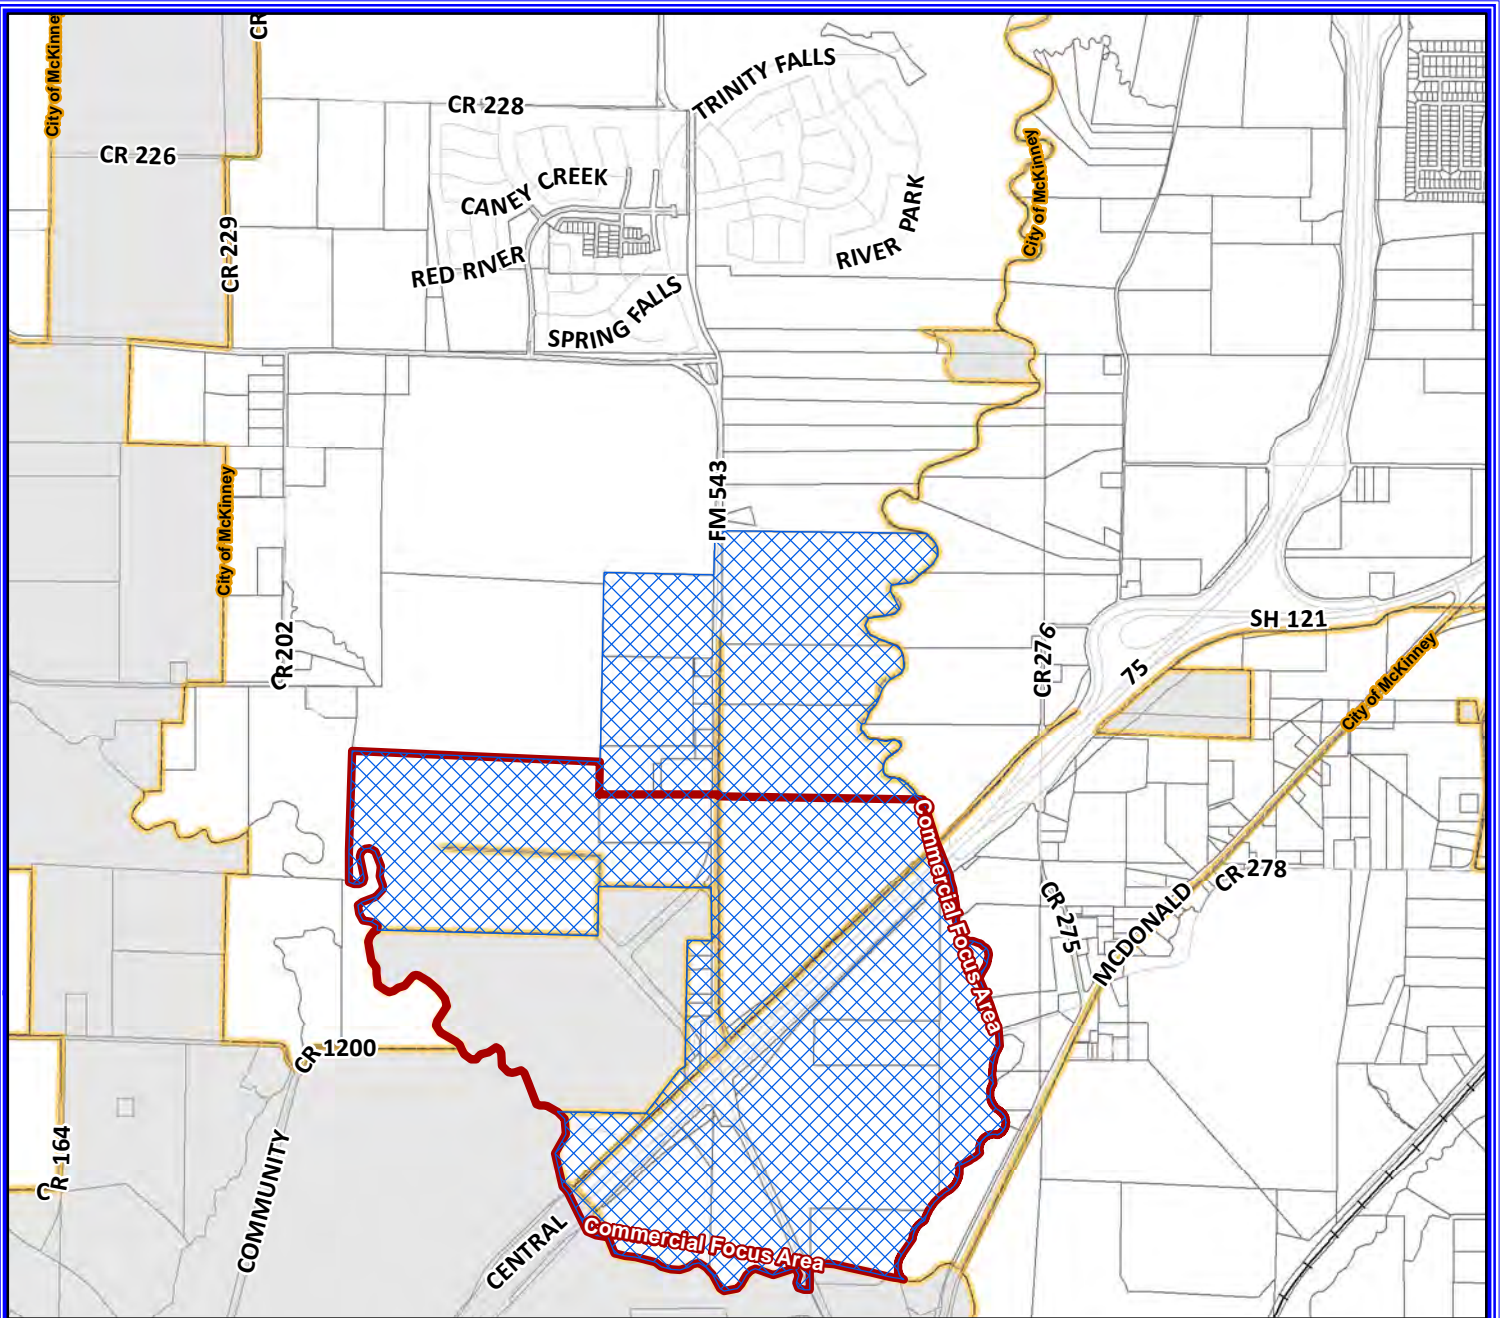 City of McKinne
CR
TRINITY FALLS
CR 228
CR 226
CANEY CREEK
RIVER PARK
City of McKinney
CR 229
RED RIVER
SPRING FALLS
FM 543
City of McKinney
SH 121
CR 202
CR 276
75
City of McKinney
Commercial Focus Area
CR 278
CR 275
MCDONALD
CR 1200
CR 164
COMMUNITY
CENTRAL
Commercial Focus Area